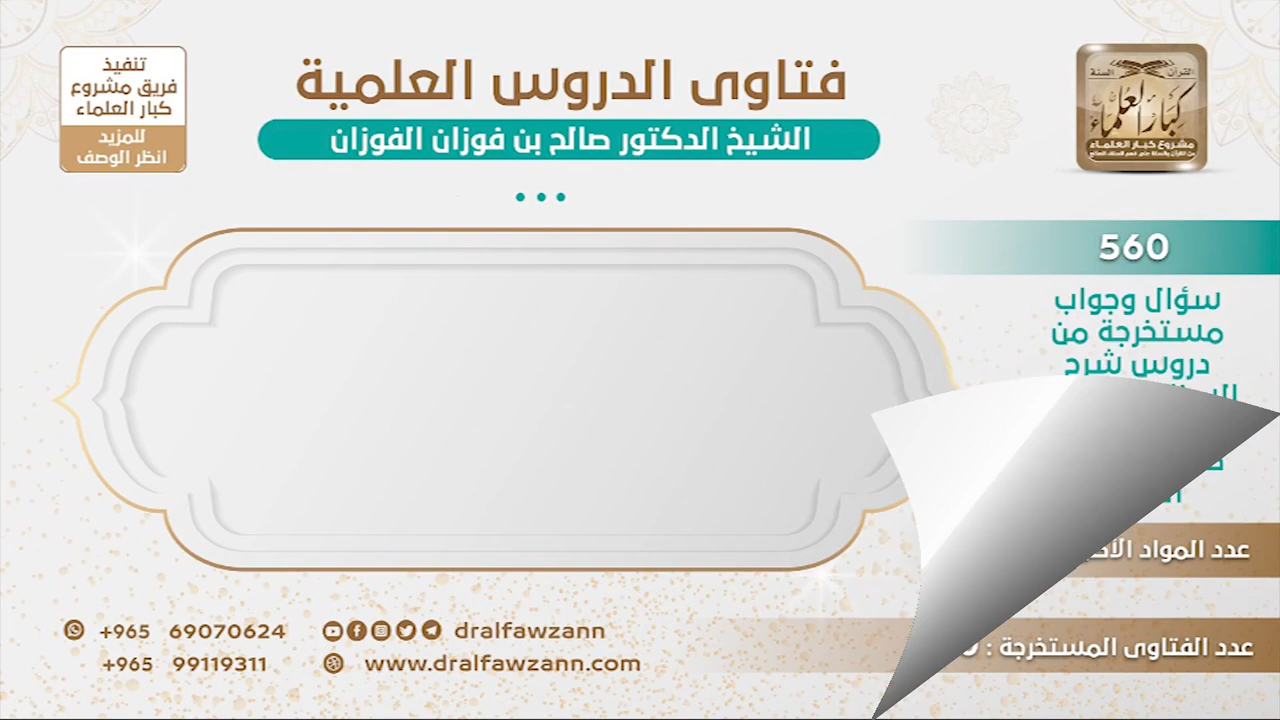 تنفيذ
فريق مشروع
كبار العلماء
للمزيد
انظر الوصف
فتاوى الدروس العلمية
الشيخ الدكتور صالح بن فوزان الفوزان
القرآن السنة
كبار العلماء
مشروع كبار العلماء
560
سؤال وجواب
مستخرجة من
دروس شرح
عدد المواد
عدد الفتاوى المستخرجة :
+965 69070624
dralfawzann
+965 99119311
www.dralfawzann.com